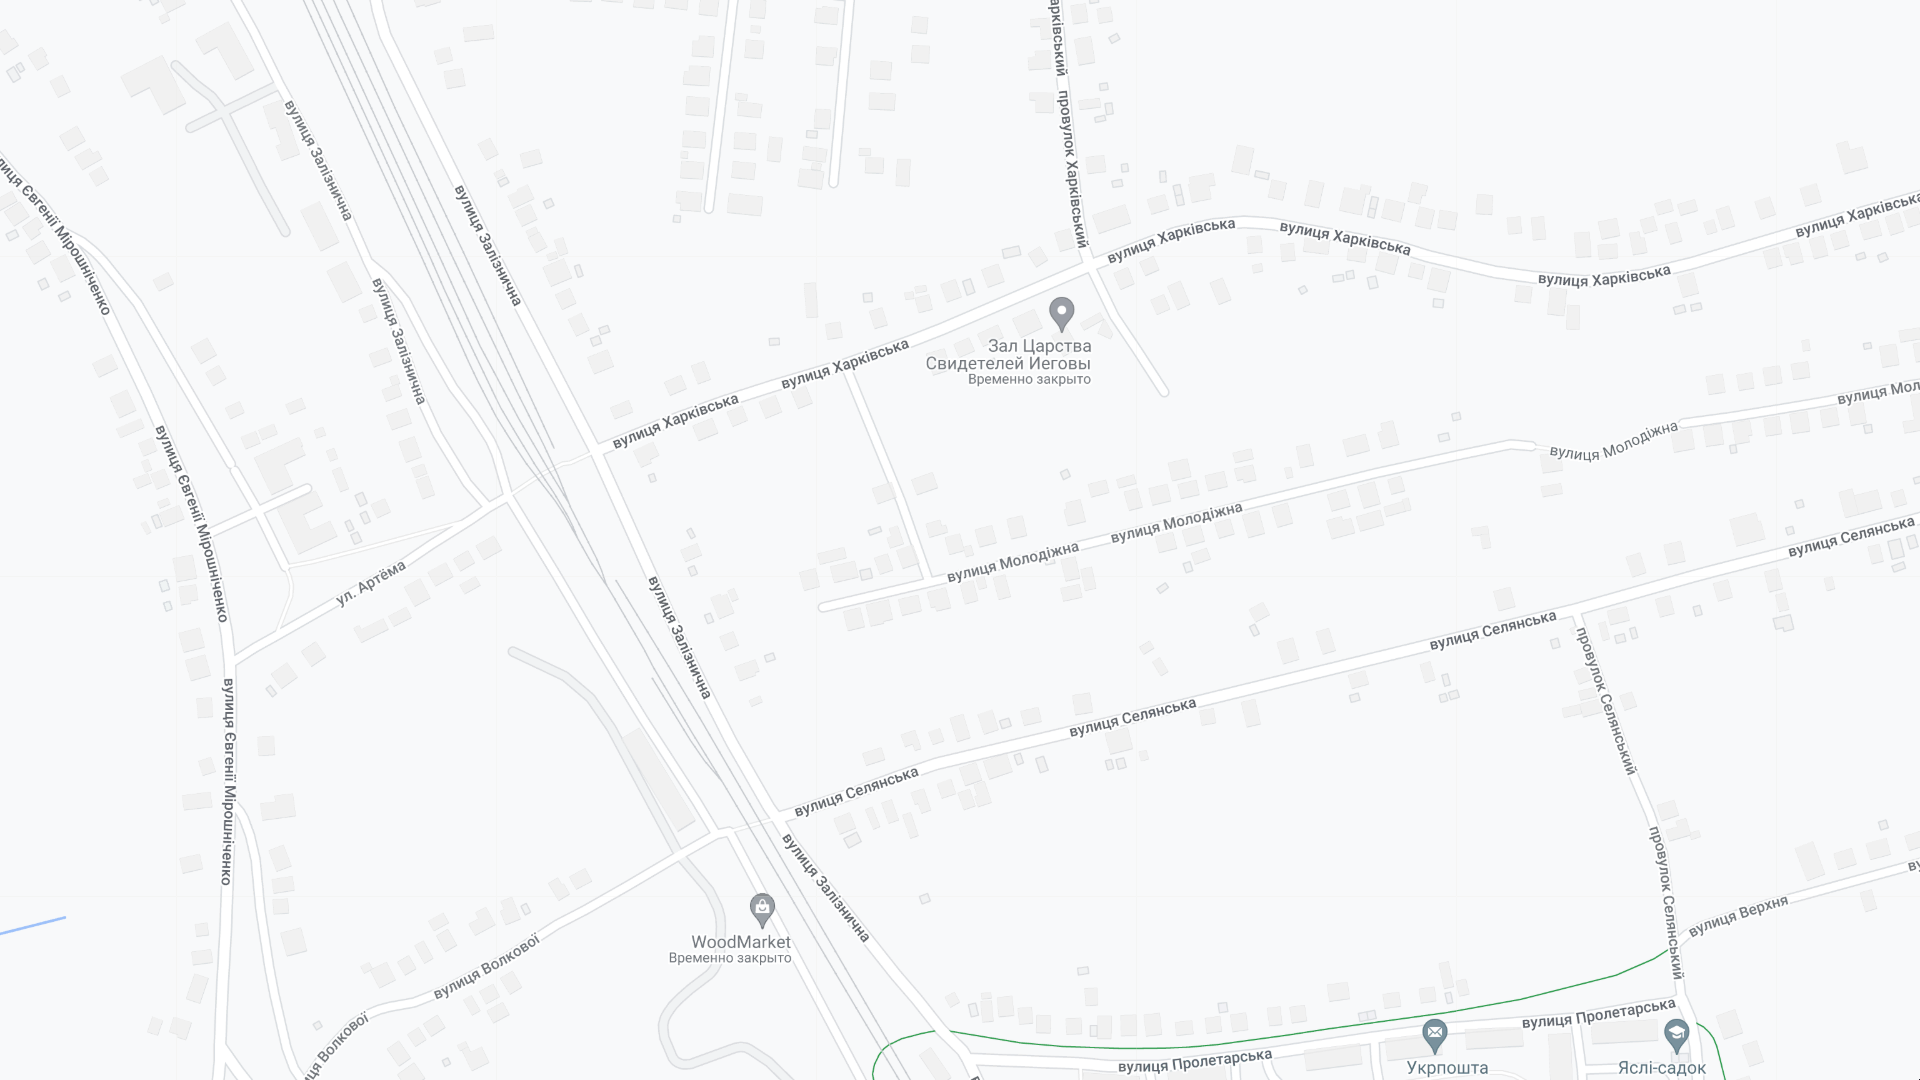 Харківський
провулок Харківський
вулиця Залізнична
вулиця Залізнична
вулиця Євгенії Мірошніченко
вулиця Харківська
вулиця Харківська
вулиця Харківська
вулиця Харківська
вулиця Залізнична
Зал Царства
Свидетелей Иеговы
Временно закрыто
вулиця Харківська
вулиця Харківська
вулиця Молодіжна
вулиця Євгенії Мірошніченко
вулиця Молодіжна
вулиця Молодіжна
вулиця Селянська
ул. Артёма
вулиця Залізнична
вулиця Селянська
провулок Селянський
вулиця Євгенії Мірошніченко
вулиця Селянська
вулиця Селянська
вулиця Залізнична
провулок Селянський
вулиця Верхня
WoodMarket
Временно закрыто
вулиця Волкової
вулиця Волкової
вулиця Пролетарська
вулиця Пролетарська
Укрпошта
Яслі-садок